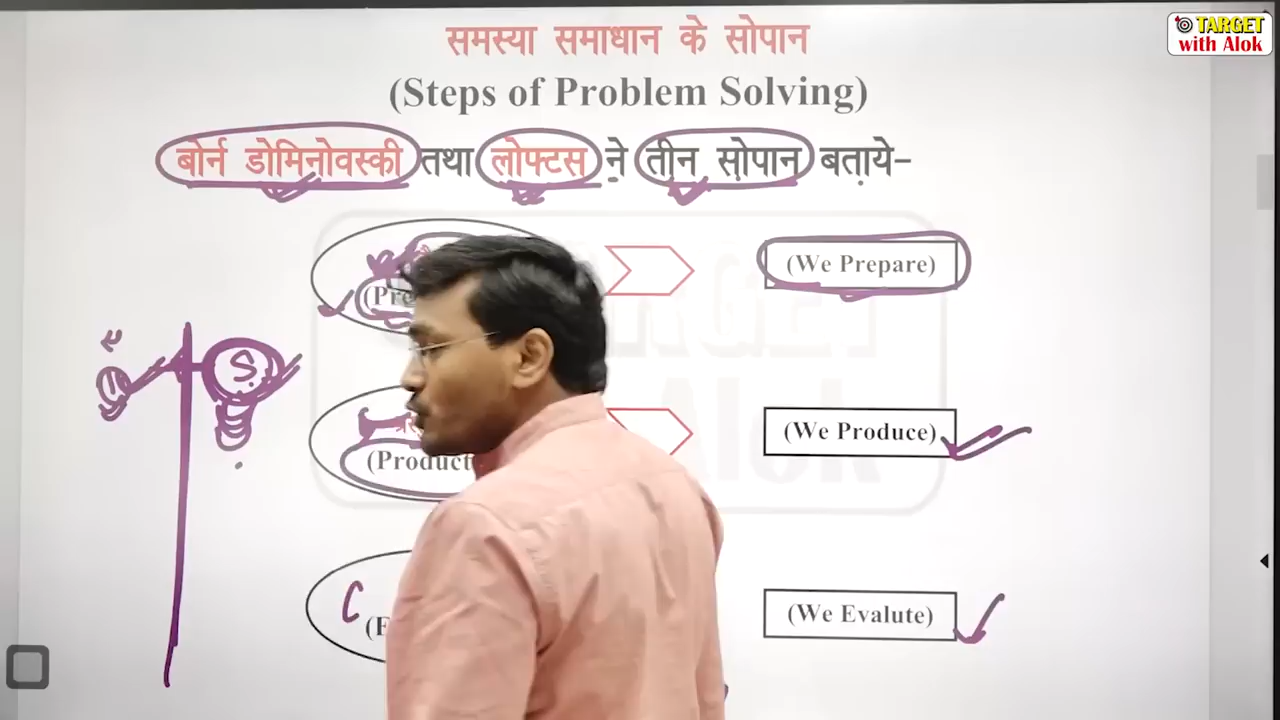 TARGET
with Alok
समस्या समाधान के सोपान
(Steps of Problem Solving)
बोर्न डोमिनोवस्की तथा लोफ्टस ने तीन सोपान बताये-
(We Prepare)
S
(We Produce)
(Product
(We Evalute)